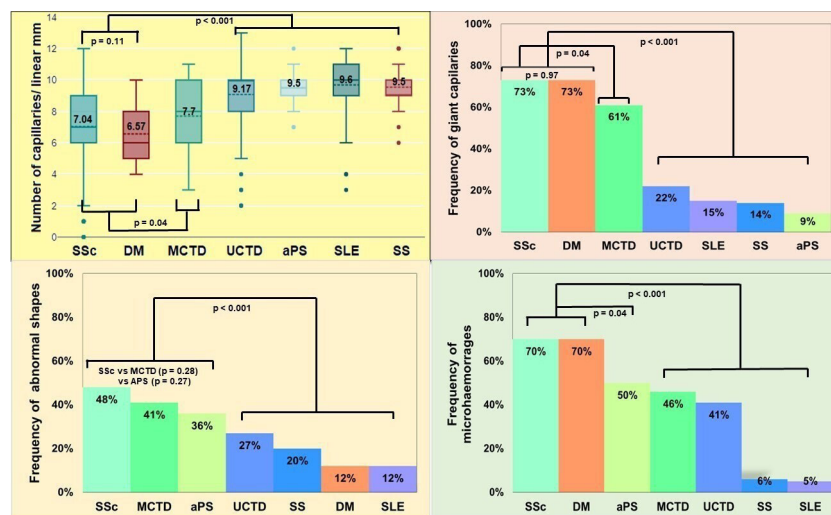 Number of capillaries/ linear mm
14
12
10
8
6
4
2
0
p < 0.001
p = 0.11
7.04
6.57
7.7
9.17
9.5
9.6
9.5
p = 0.04
SSc DM MCTD UCTD aPS SLE SS
Frequency of giant capilaries
100%
80%
60%
40%
20%
0%
p < 0.001
p = 0.04
p = 0.97
73%
73%
61%
22%
15%
14%
9%
SSc DM MCTD UCTD SLE SS aPS
Frequency of abnormal shapes
100%
80%
60%
40%
20%
0%
p < 0.001
SSc vs MCTD (p = 0.28)
vs APS (p = 0.27)
48%
41%
36%
27%
20%
12%
12%
SSc MCTD aPS UCTD SS DM SLE
Frequency of
microhaemorrages
100%
80%
60%
40%
20%
0%
p < 0.001
p = 0.04
70%
70%
50%
46%
41%
6%
5%
SSc DM aPS MCTD UCTD SS SLE